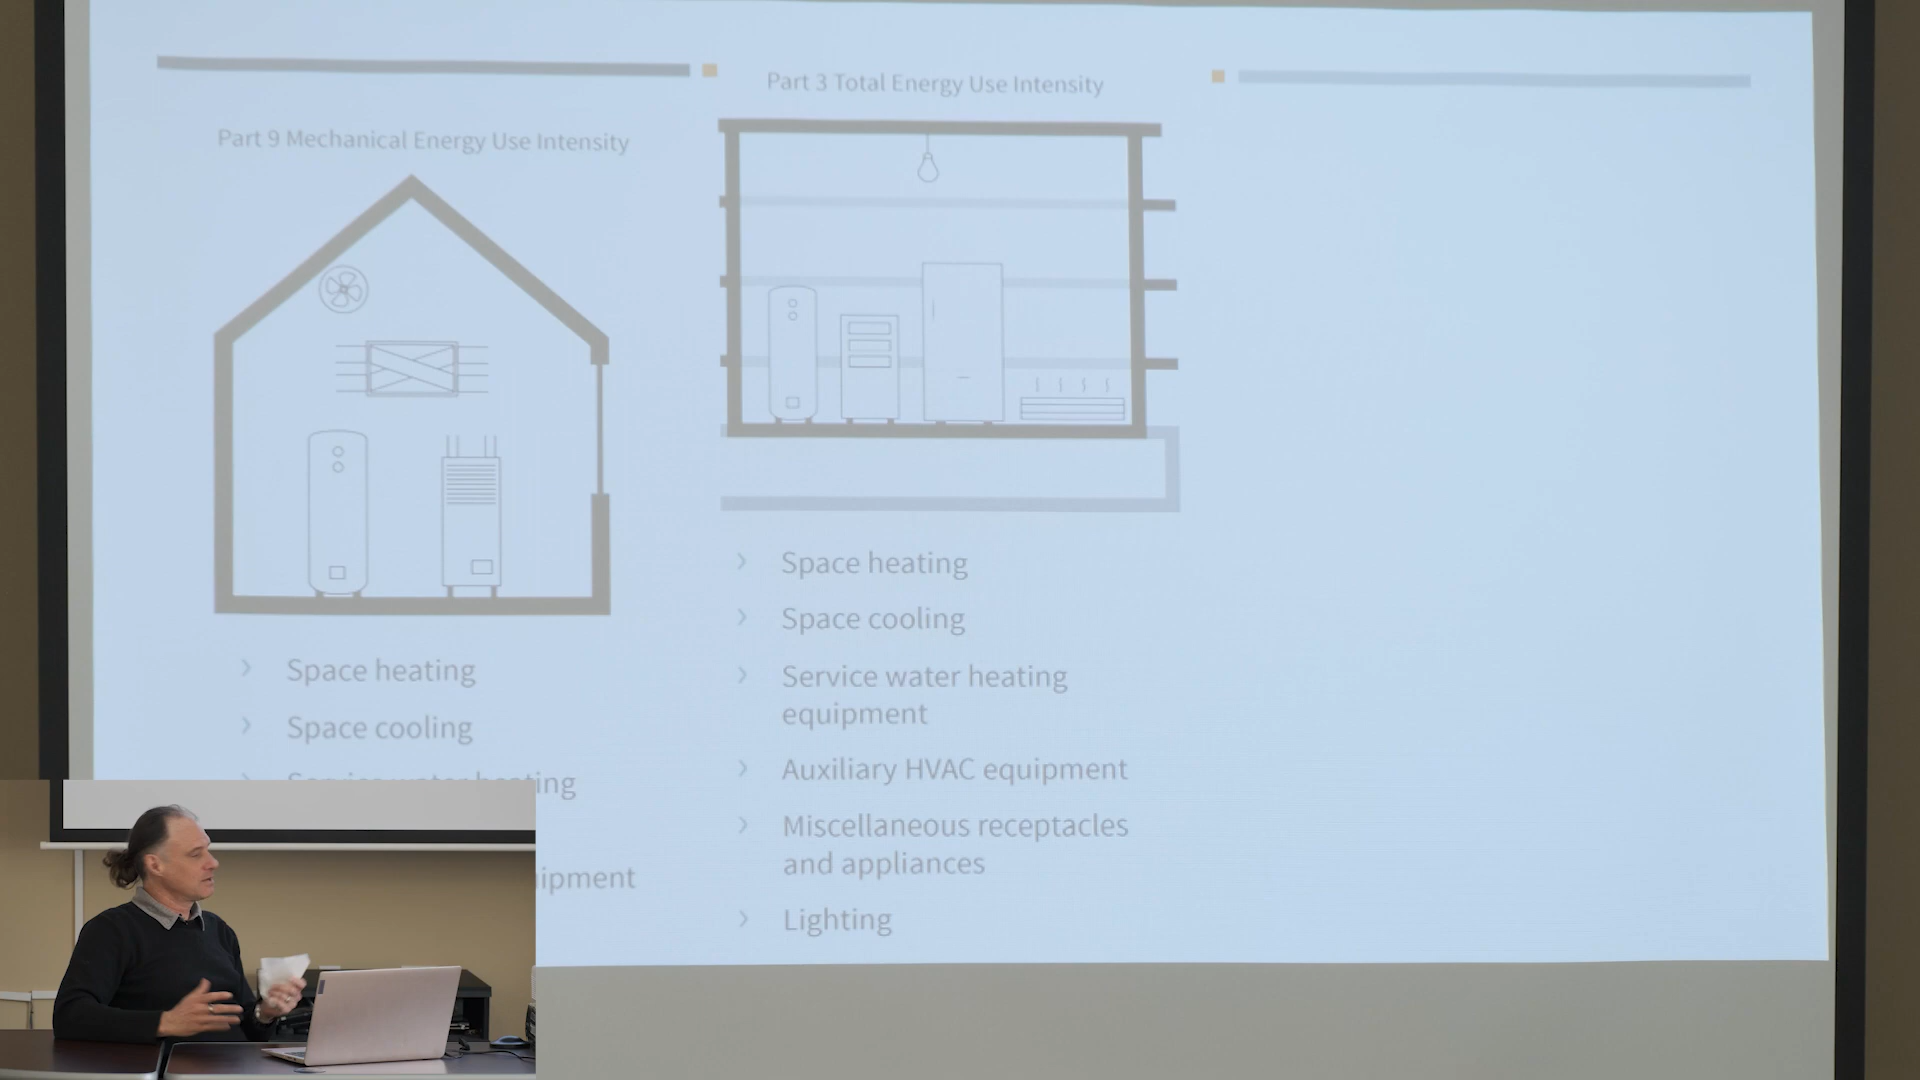 Part 9 Mechanical Energy Use Intensity
Space heating
Space cooling
Part 3 Total Energy Use Intensity
Space heating
Space cooling
Service water heating
equipment
Auxiliary HVAC equipment
Miscellaneous receptacles
and appliances
Lighting